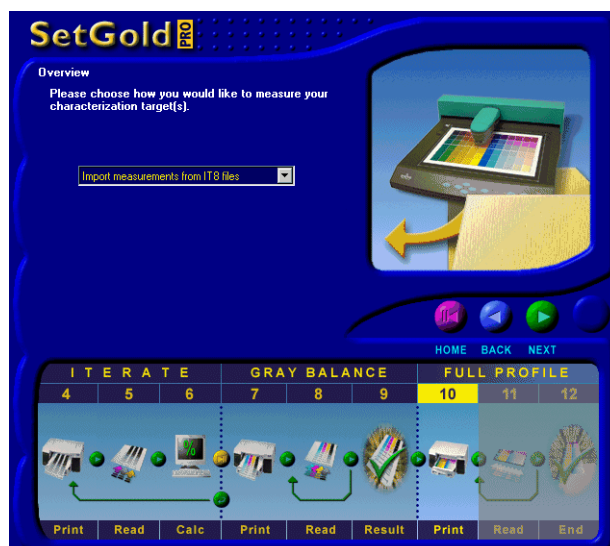 SetGold PRO
Overview
Please choose how you would like to measure your
characterization target(s).
Import measurements from IT8 files
HOME BACK NEXT
ITERATE GRAY BALANCE FULL PROFILE
4 5 6 7 8 9 10 11 12
%
Print Read Calc Print Read Result Print Read End